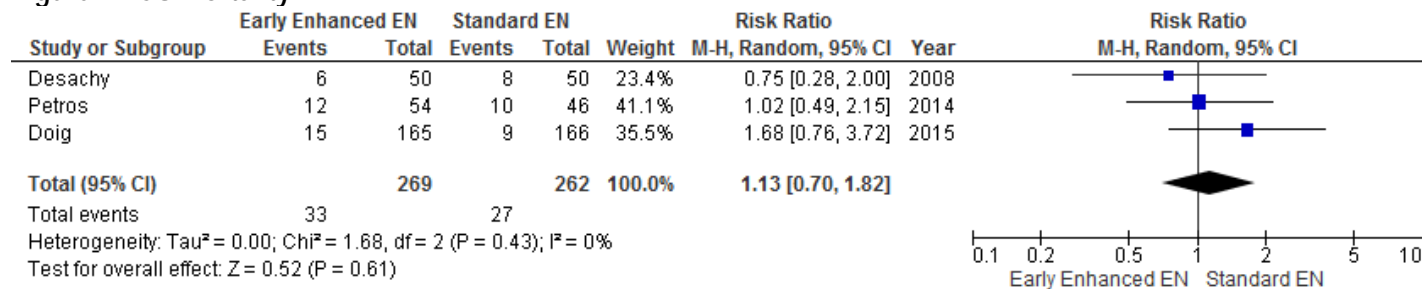 Early Enhanced EN Standard EN Risk Ratio Risk Ratio
Study or Subgroup Events Total Events Total Weight M-H, Random, 95% CI Year M-H, Random, 95% CI
Desachy 6 50 8 50 23.4% 0.75 [0.28, 2.00] 2008
Petros 12 54 10 46 41.1% 1.02 [0.49, 2.15] 2014
Doig 15 165 9 166 35.5% 1.68 [0.76, 3.72] 2015
Total (95% CI) 269 262 100.0% 1.13 [0.70, 1.82]
Total events 33 27
Heterogeneity: Tau² = 0.00; Chi² = 1.68, df = 2 (P = 0.43); I² = 0%
Test for overall effect: Z = 0.52 (P = 0.61)
0.1 0.2 0.5 1 2 5 10
Early Enhanced EN Standard EN